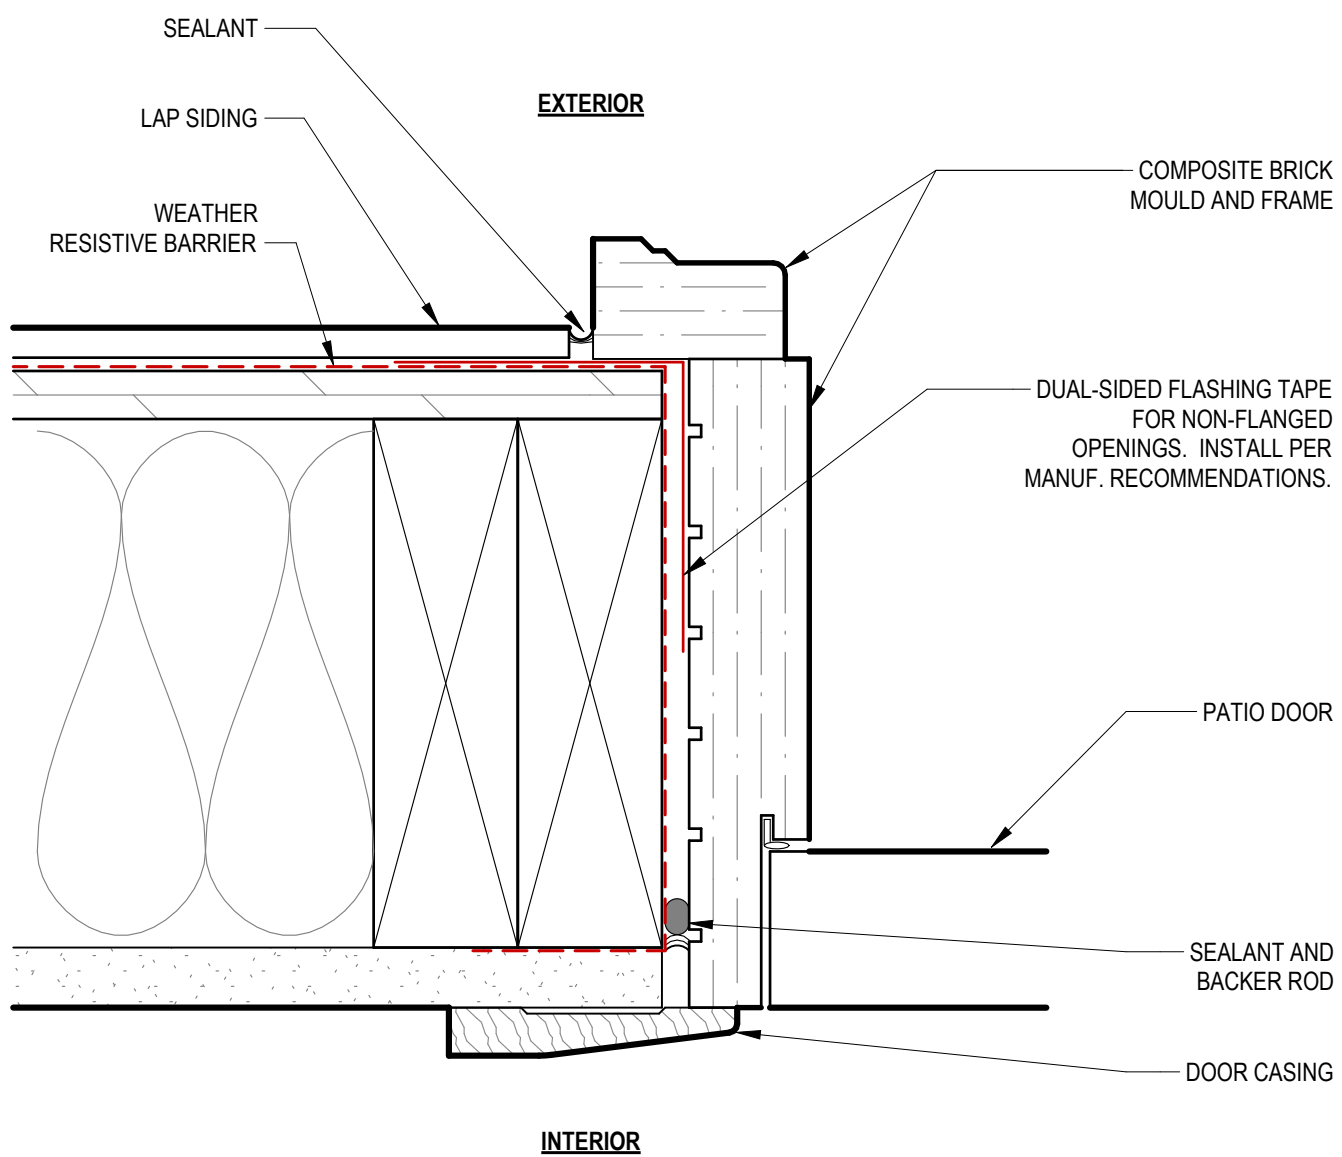 SEALANT
EXTERIOR
LAP SIDING
COMPOSITE BRICK
MOULD AND FRAME
WEATHER
RESISTIVE BARRIER
DUAL-SIDED FLASHING TAPE
FOR NON-FLANGED
OPENINGS. INSTALL PER
MANUF. RECOMMENDATIONS.
PATIO DOOR
SEALANT AND
BACKER ROD
DOOR CASING
INTERIOR